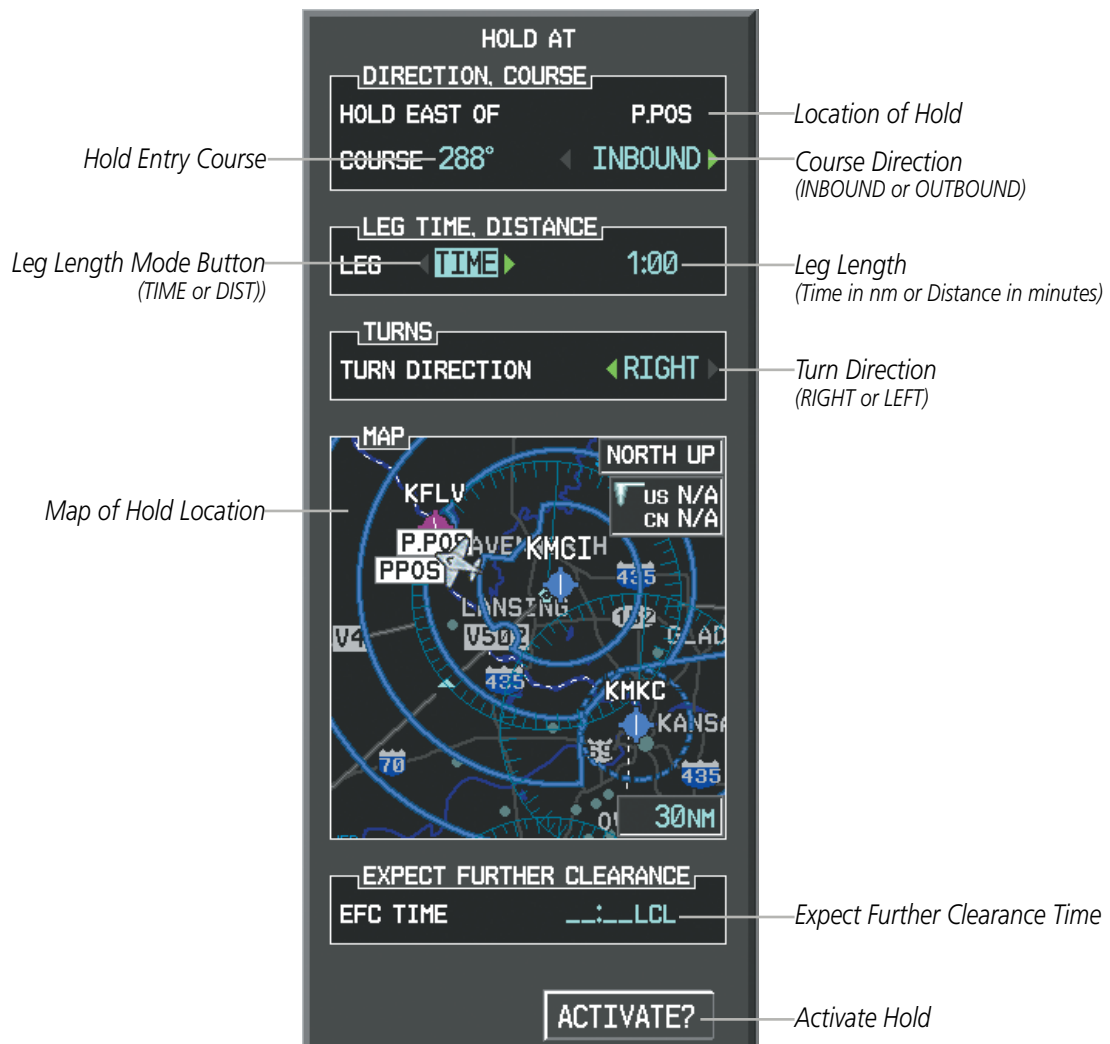 HOLD AT
DIRECTION, COURSE
HOLD EAST OF P.POS
Location of Hold
Hold Entry Course
COURSE 288° INBOUND
Course Direction
(INBOUND or OUTBOUND)
LEG TIME, DISTANCE
Leg Length Mode Button
(TIME or DIST))
LEG TIME 1:00
Leg Length
(Time in nm or Distance in minutes)
TURNS
TURN DIRECTION RIGHT
Turn Direction
(RIGHT or LEFT)
MAP
Map of Hold Location
NORTH UP
US N/A
CN N/A
KFLV
P.POS
KMCI
PPOS
435
LANSING
V4
V502
GLAD
435
KMKC
KANSA
70
435
30NM
EXPECT FURTHER CLEARANCE
EFC TIME __:__LCL
Expect Further Clearance Time
ACTIVATE?
Activate Hold